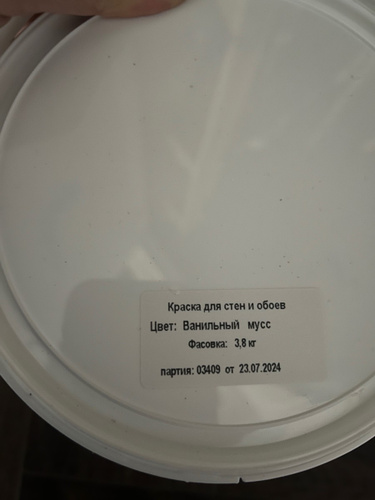 Краска для стен и обоев
Цвет: Ванильный мусс
Фасовка: 3,8 кг
партия: 03409 от 23.07.2024